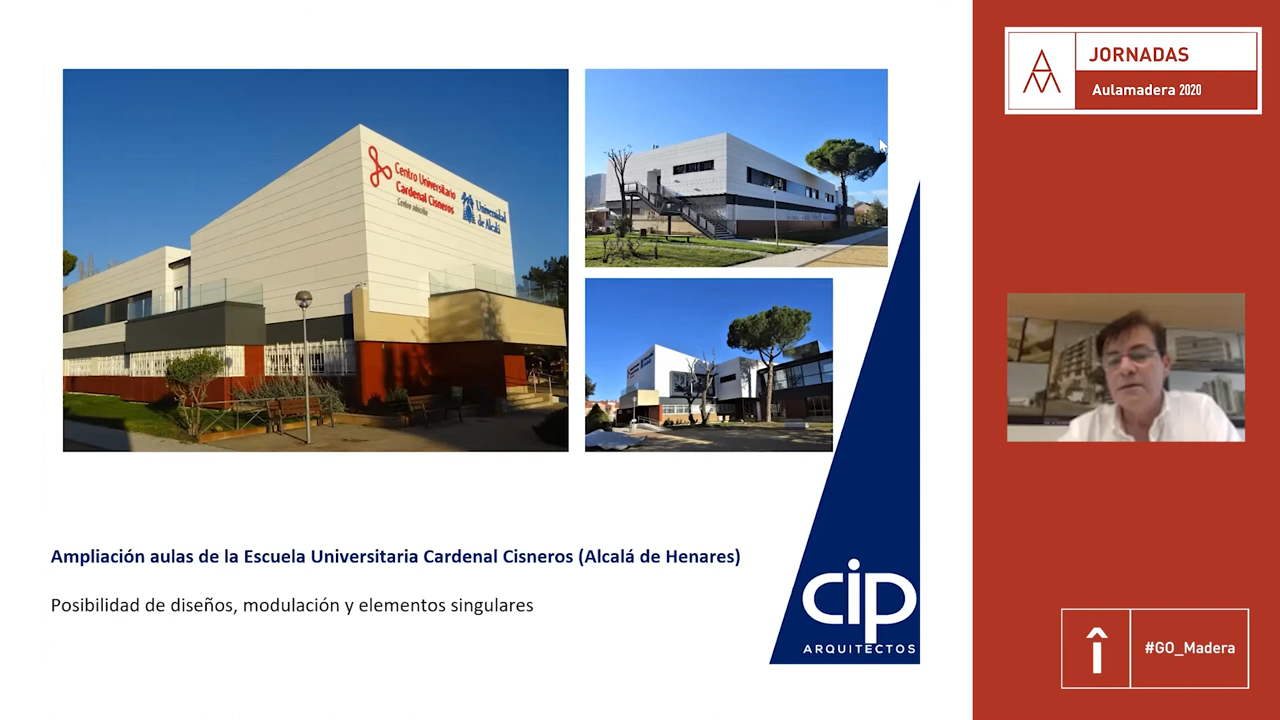 Centro Universitario
Cardenal Cisneros
Universidad
de Alcalá
Ampliación aulas de la Escuela Universitaria Cardenal Cisneros (Alcalá de Henares)
Posibilidad de diseños, modulación y elementos singulares
cip
ARQUITECTOS
JORNADAS
Aulamadera 2020
#GO_Madera